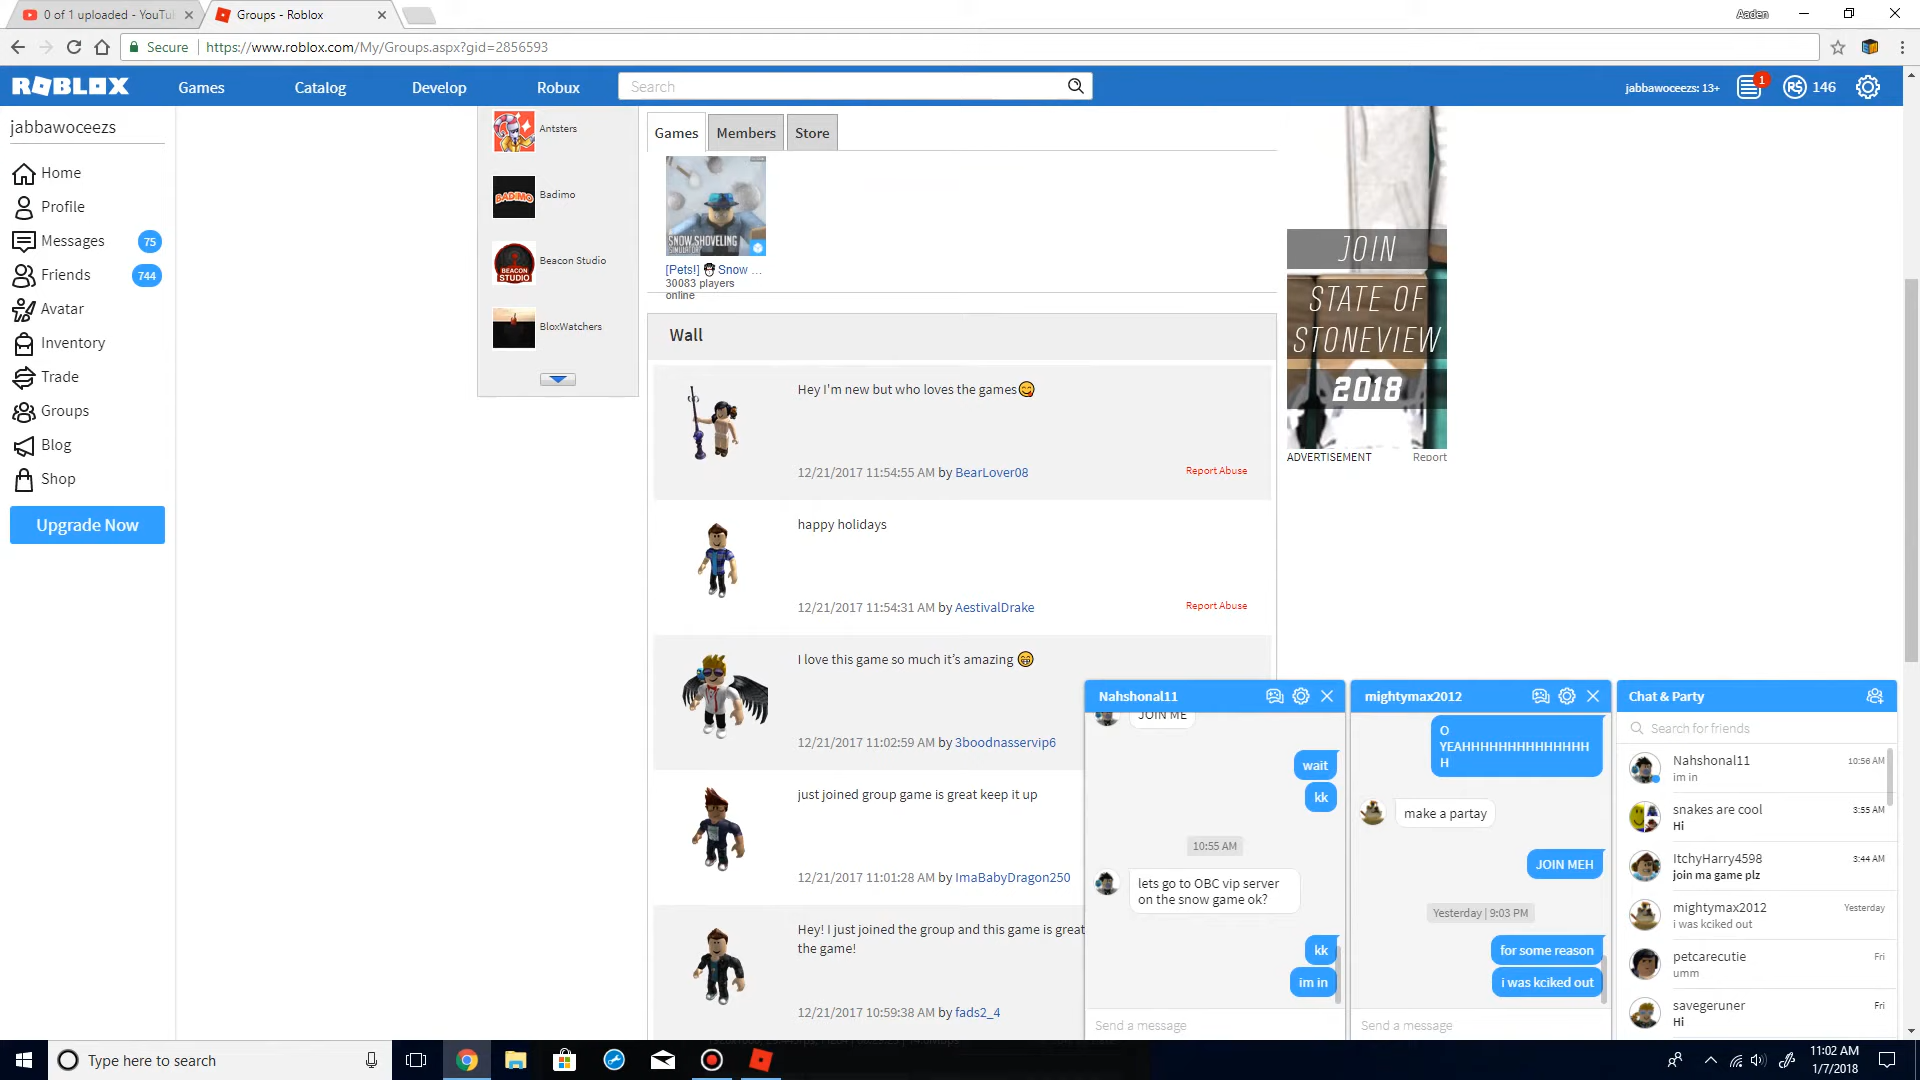 0 of 1 uploaded - YouTu
Groups - Roblox
Aaden
Secure
https://www.roblox.com/My/Groups.aspx?gid=2856593
ROBLOX
Games
Catalog
Develop
Robux
Search
jabbawoceezs: 13+
1
R$
146
jabbawoceezs
Home
Profile
Messages
75
Friends
744
Avatar
Inventory
Trade
Groups
Blog
Shop
Upgrade Now
Antsters
BADIMO
Badimo
BEACON
STUDIO
Beacon Studio
BloxWatchers
Games
Members
Store
SNOW SHOVELING
SIMULATOR
[Pets!] Snow ...
30083 players
online
Wall
Hey I'm new but who loves the games😋
12/21/2017 11:54:55 AM by BearLover08
Report Abuse
happy holidays
12/21/2017 11:54:31 AM by AestivalDrake
Report Abuse
I love this game so much it’s amazing 😁
12/21/2017 11:02:59 AM by 3boodnasservip6
just joined group game is great keep it up
12/21/2017 11:01:28 AM by ImaBabyDragon250
Hey! I just joined the group and this game is great
the game!
12/21/2017 10:59:38 AM by fads2_4
JOIN
STATE OF
STONEVIEW
2018
ADVERTISEMENT
Report
Nahshonal11
JOIN ME
wait
kk
10:55 AM
lets go to OBC vip server
on the snow game ok?
kk
im in
Send a message
mightymax2012
O
YEAHHHHHHHHHHHHHH
H
make a partay
JOIN MEH
Yesterday | 9:03 PM
for some reason
i was kciked out
Send a message
Chat & Party
Search for friends
Nahshonal11
10:56 AM
im in
snakes are cool
3:55 AM
Hi
ItchyHarry4598
3:44 AM
join ma game plz
mightymax2012
Yesterday
i was kciked out
petcarecutie
Fri
umm
savegeruner
Fri
Hi
Type here to search
11:02 AM
1/7/2018